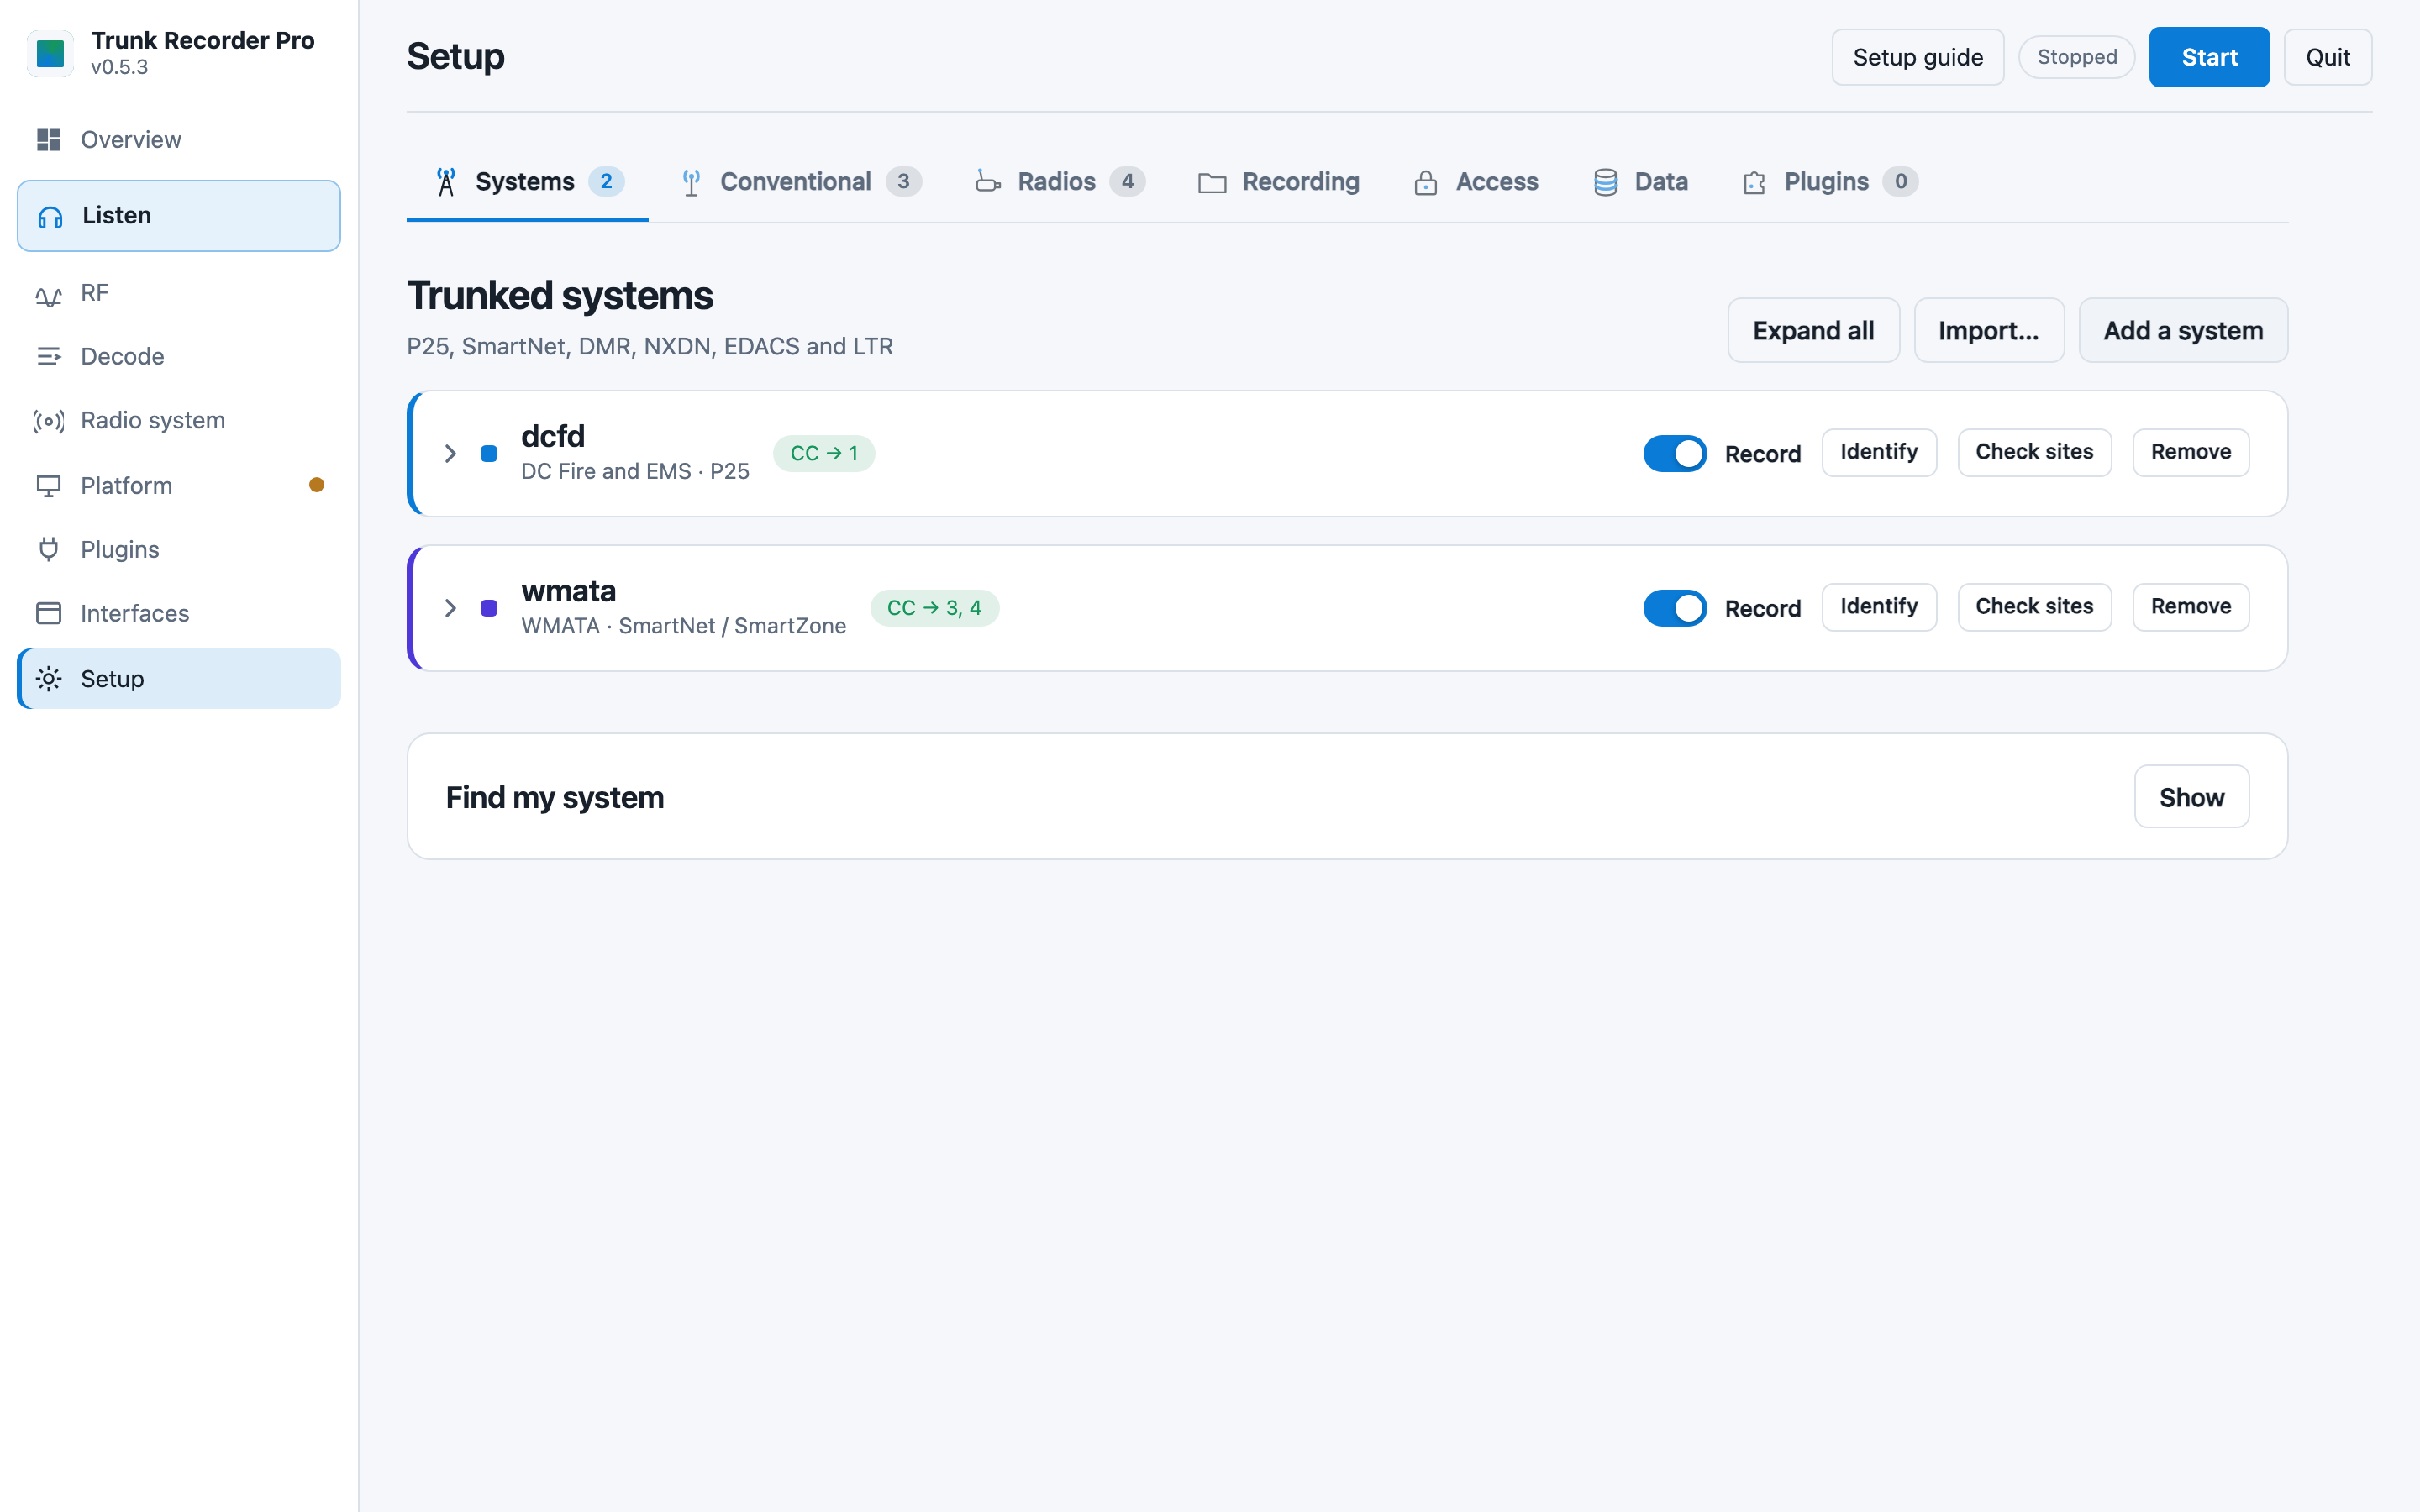 Trunk Recorder Pro
v0.5.3
Overview
Listen
RF
Decode
Radio system
Platform
Plugins
Interfaces
Setup
Setup
Setup guide
Stopped
Start
Quit
Systems 2
Conventional 3
Radios 4
Recording
Access
Data
Plugins 0
Trunked systems
P25, SmartNet, DMR, NXDN, EDACS and LTR
Expand all
Import...
Add a system
dcfd
DC Fire and EMS · P25
CC → 1
Record
Identify
Check sites
Remove
wmata
WMATA · SmartNet / SmartZone
CC → 3, 4
Record
Identify
Check sites
Remove
Find my system
Show